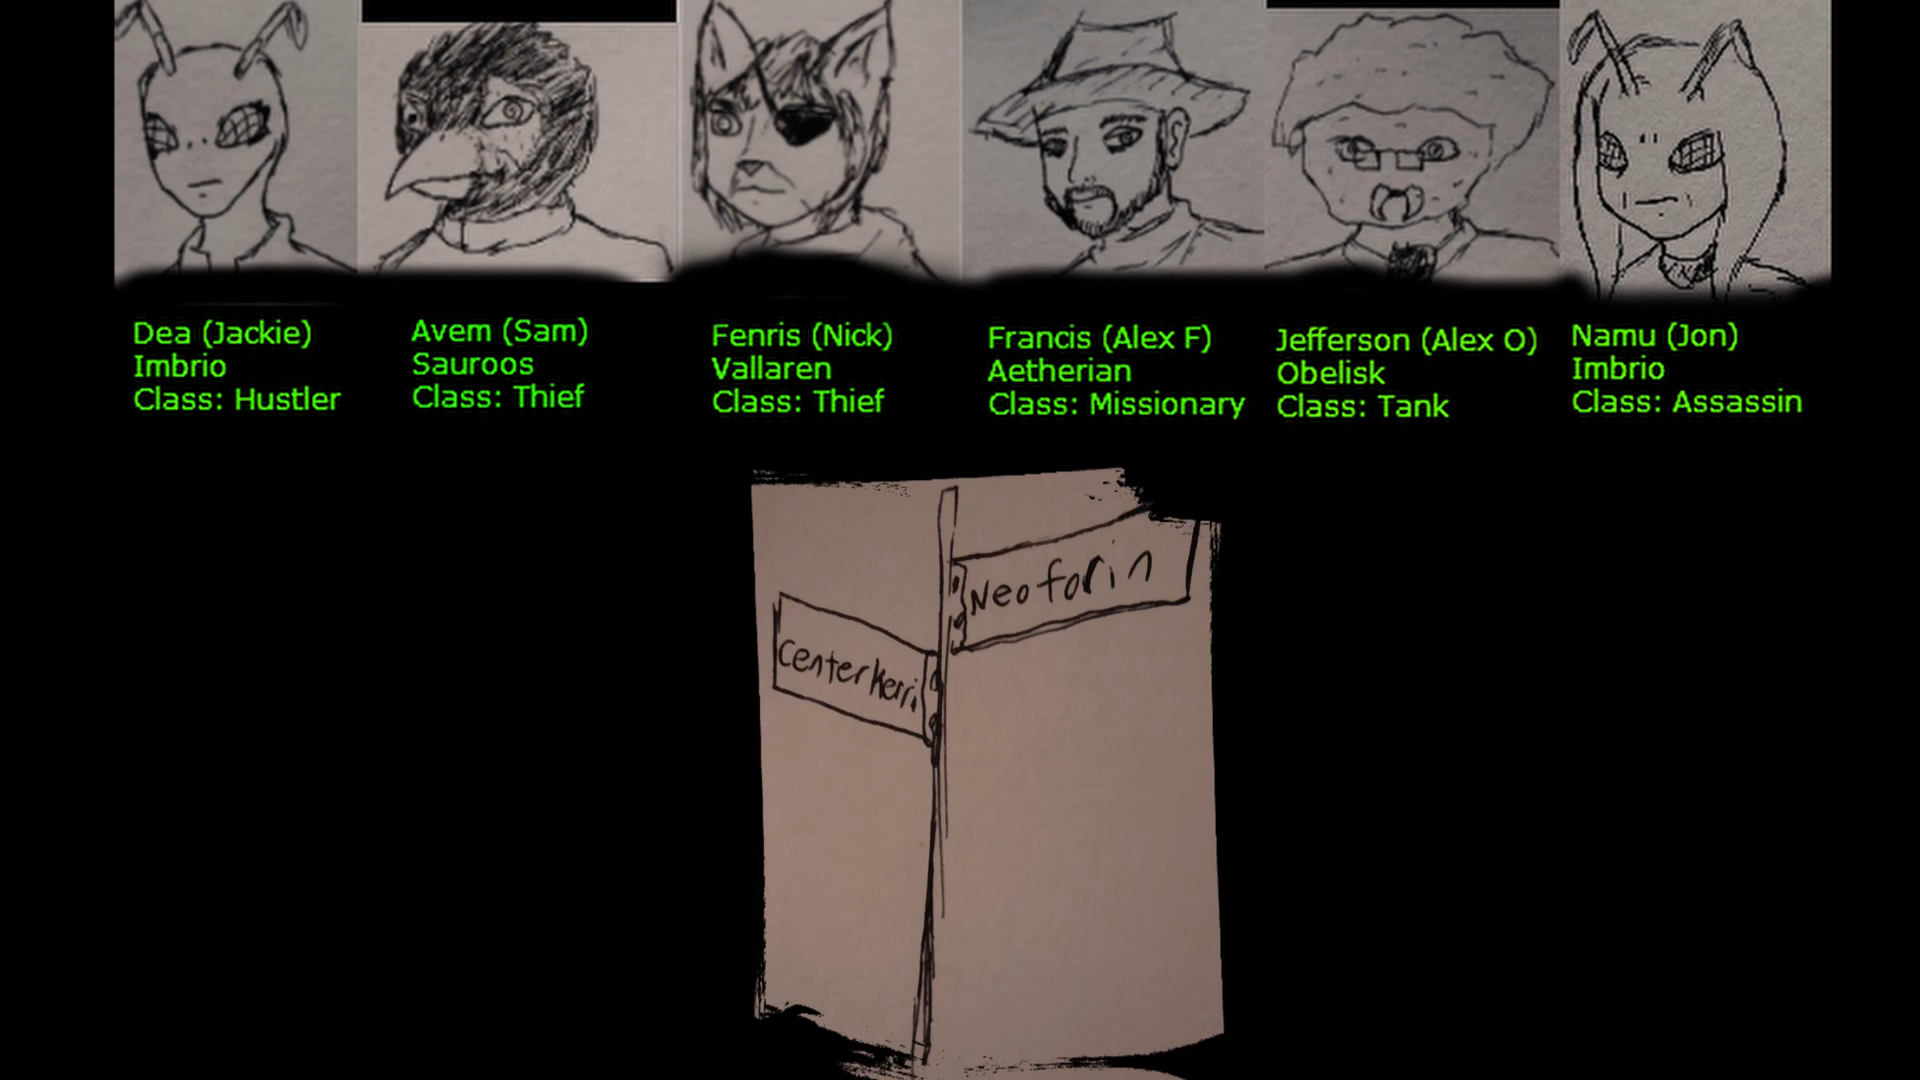 Dea (Jackie)
Imbrio
Class: Hustler
Avem (Sam)
Sauroos
Class: Thief
Fenris (Nick)
Vallaren
Class: Thief
Francis (Alex F)
Aetherian
Class: Missionary
Jefferson (Alex O)
Obelisk
Class: Tank
Namu (Jon)
Imbrio
Class: Assassin
Neoforin
CenterKerri